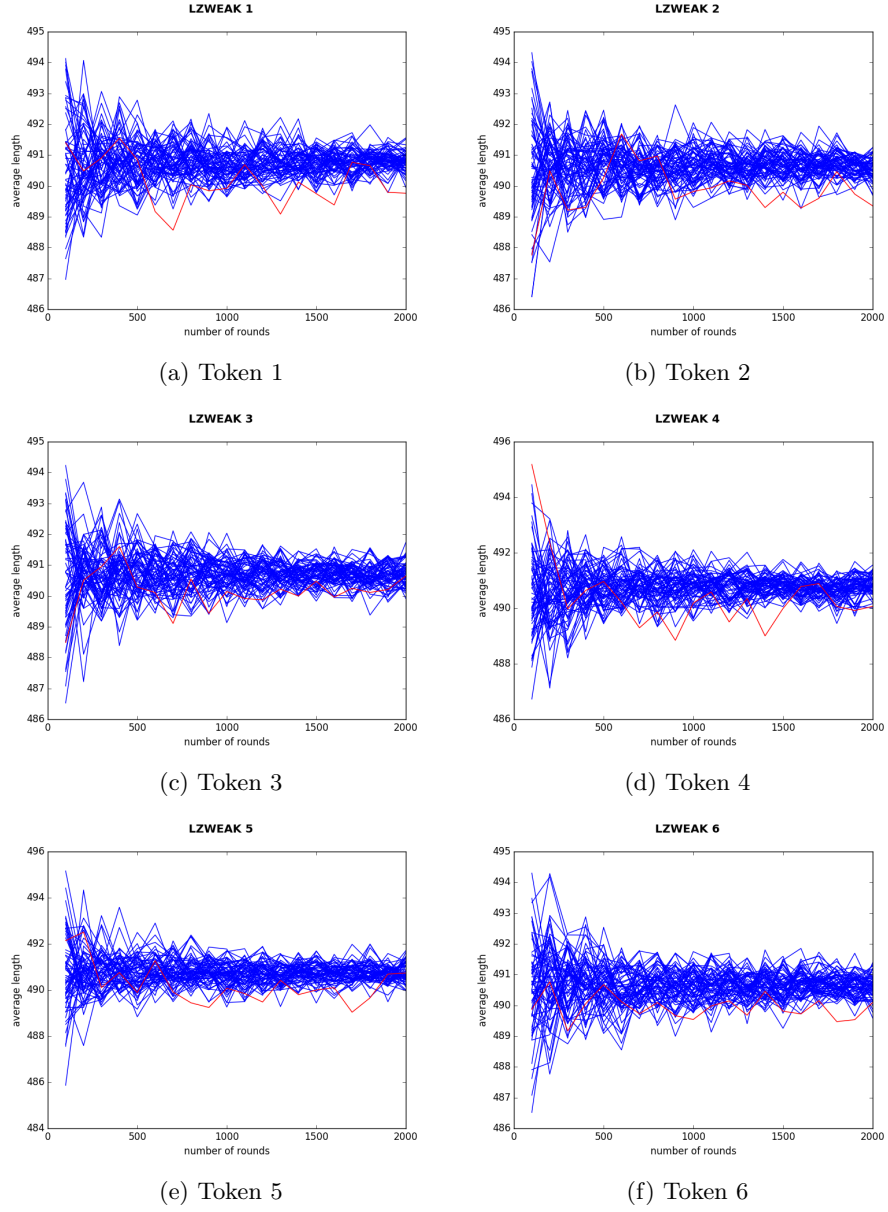 LZWEAK 1
495
494
493
492
491
490
489
488
487
486
0 500 1000 1500 2000
average length
number of rounds
(a) Token 1
LZWEAK 2
495
494
493
492
491
490
489
488
487
486
0 500 1000 1500 2000
average length
number of rounds
(b) Token 2
LZWEAK 3
495
494
493
492
491
490
489
488
487
486
0 500 1000 1500 2000
average length
number of rounds
(c) Token 3
LZWEAK 4
496
494
492
490
488
486
0 500 1000 1500 2000
average length
number of rounds
(d) Token 4
LZWEAK 5
496
494
492
490
488
486
484
0 500 1000 1500 2000
average length
number of rounds
(e) Token 5
LZWEAK 6
495
494
493
492
491
490
489
488
487
486
0 500 1000 1500 2000
average length
number of rounds
(f) Token 6